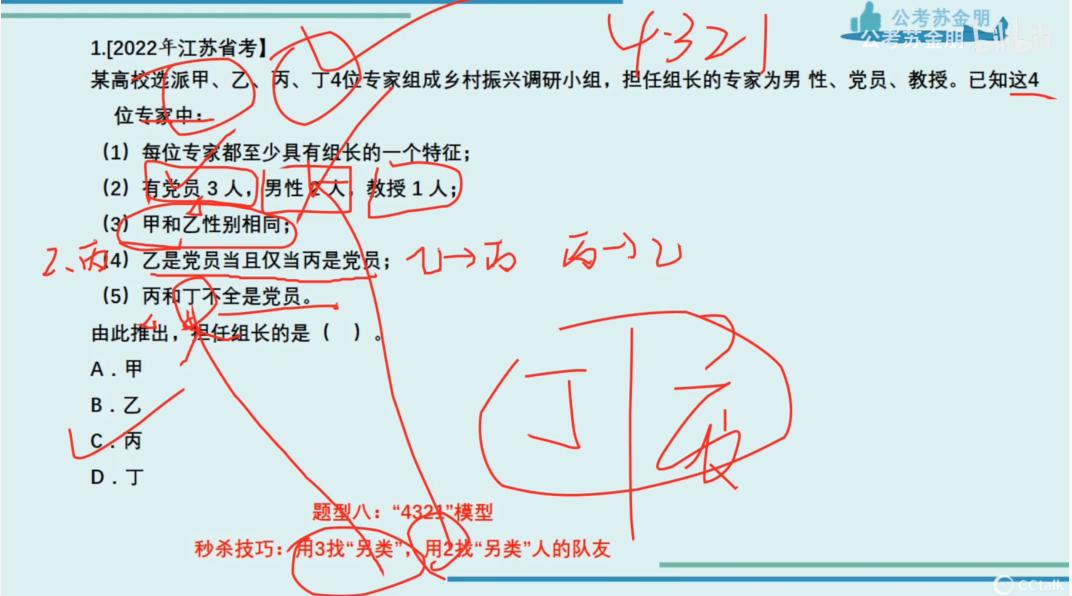 公考苏金朋
公考苏金朋 bilibili
4321
1.[2022年江苏省考】
某高校选派甲、乙、丙、丁4位专家组成乡村振兴调研小组，担任组长的专家为男 性、党员、教授。已知这4
位专家中：
（1）每位专家都至少具有组长的一个特征；
（2）有党员 3 人，男性 2 人，教授 1 人；
（3）甲和乙性别相同；
乙、丙
（4）乙是党员当且仅当丙是党员； 乙→丙 丙→乙
（5）丙和丁不全是党员。
由此推出，担任组长的是（ ）。
A．甲
B．乙
C．丙
D．丁
丁
题型八：“4321”模型
秒杀技巧：用3找“另类”，用2找“另类”人的队友
CCtalk